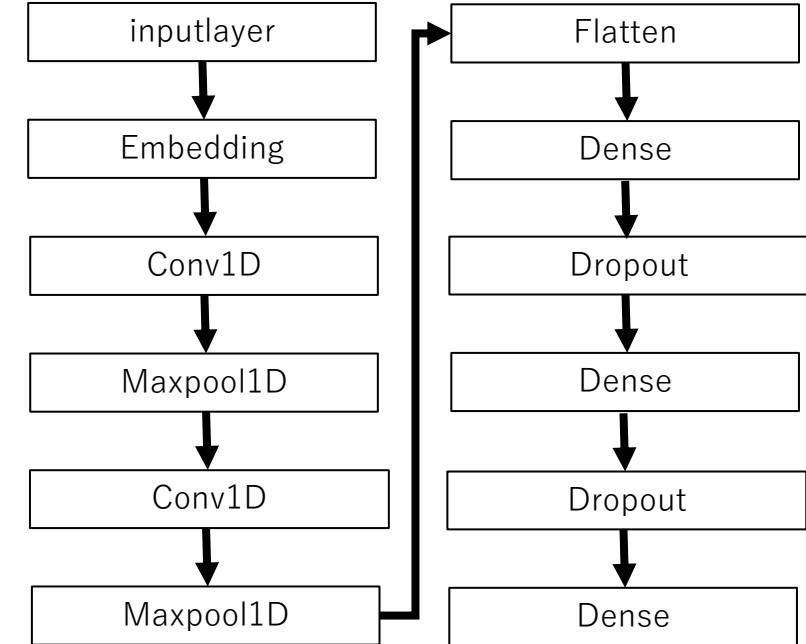 inputlayer
Embedding
Conv1D
Maxpool1D
Conv1D
Maxpool1D
Flatten
Dense
Dropout
Dense
Dropout
Dense